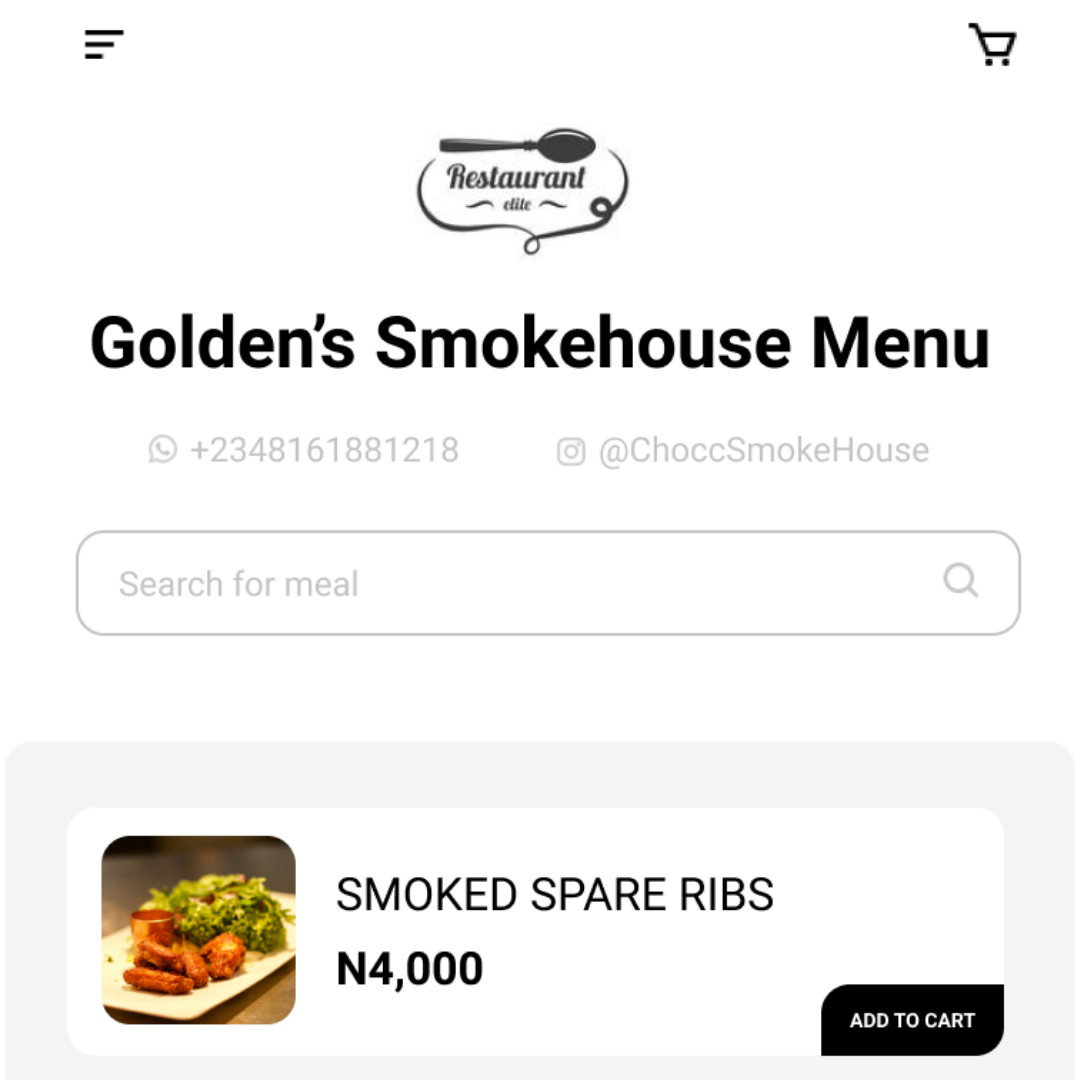 Restaurant
elite
Golden’s Smokehouse Menu
+2348161881218 @ChoccSmokeHouse
Search for meal
SMOKED SPARE RIBS
N4,000
ADD TO CART